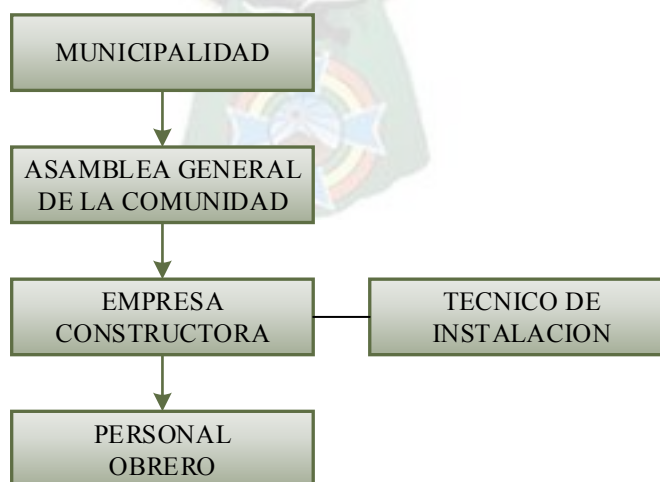 MUNICIPALIDAD
ASAMBLEA GENERAL
DE LA COMUNIDAD
EMPRESA
CONSTRUCTORA
TECNICO DE
INSTALACION
PERSONAL
OBRERO